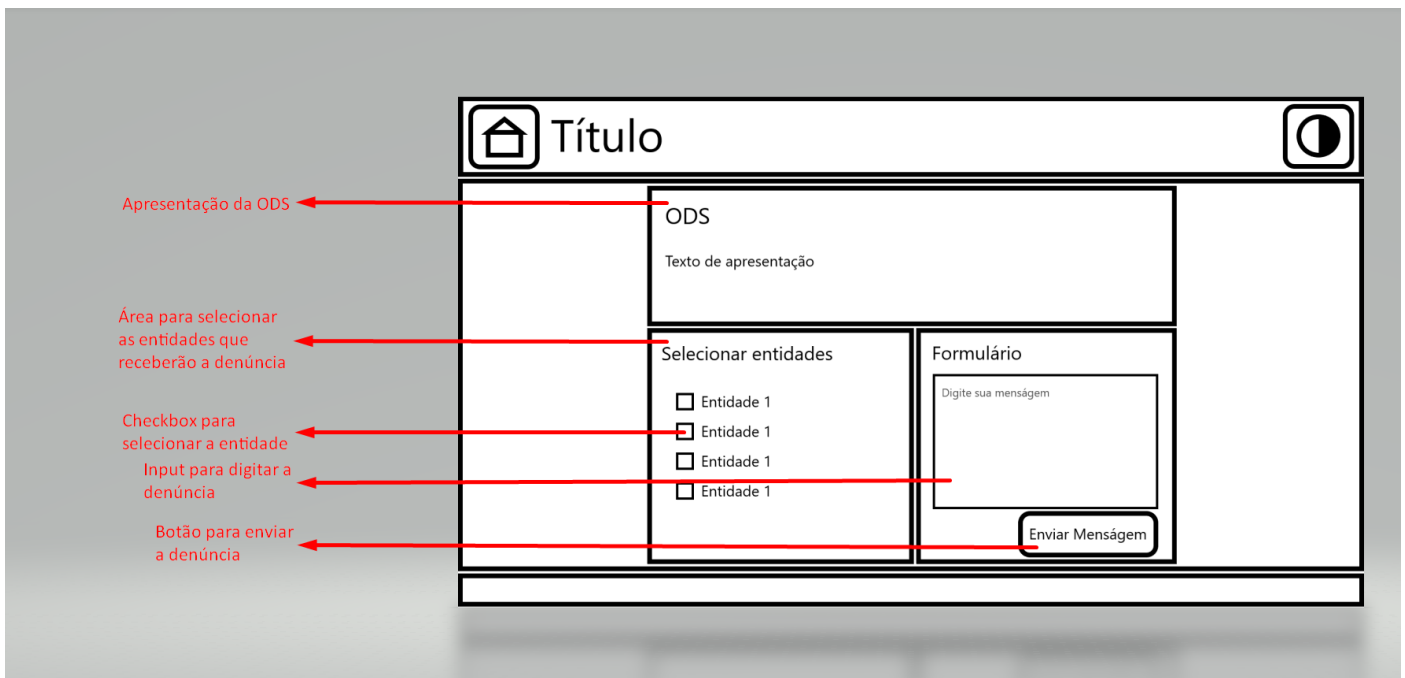 Título
Apresentação da ODS
ODS
Texto de apresentação
Área para selecionar
as entidades que
receberão a denúncia
Selecionar entidades
Formulário
Digite sua menságem
Entidade 1
Checkbox para
selecionar a entidade
Entidade 1
Input para digitar a
denúncia
Entidade 1
Entidade 1
Botão para enviar
a denúncia
Enviar Menságem